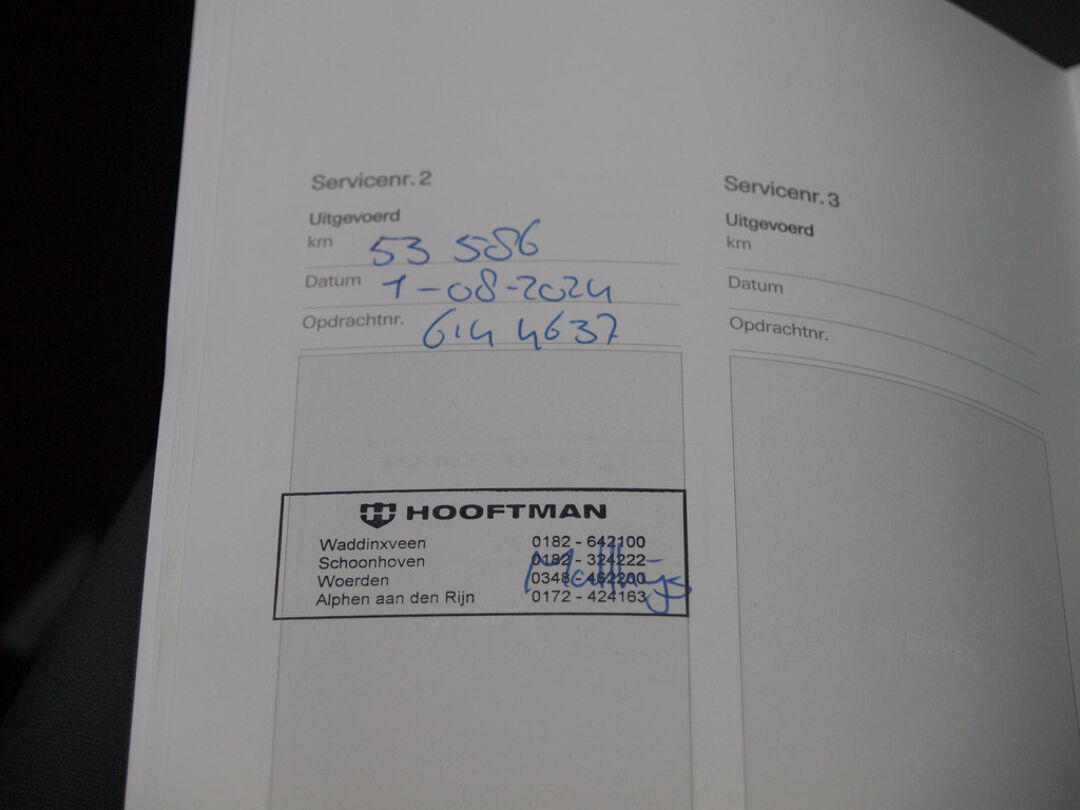 Servicenr. 2
Uitgevoerd
km 53 586
Datum 1-08-2024
Opdrachtnr. 614 4637
HOOFTMAN
Waddinxveen 0182 - 642100
Schoonhoven 0182 - 324222
Woerden 0348 - 462200
Alphen aan den Rijn 0172 - 424163
Matthijs
Servicenr. 3
Uitgevoerd
km
Datum
Opdrachtnr.
STEMPEL